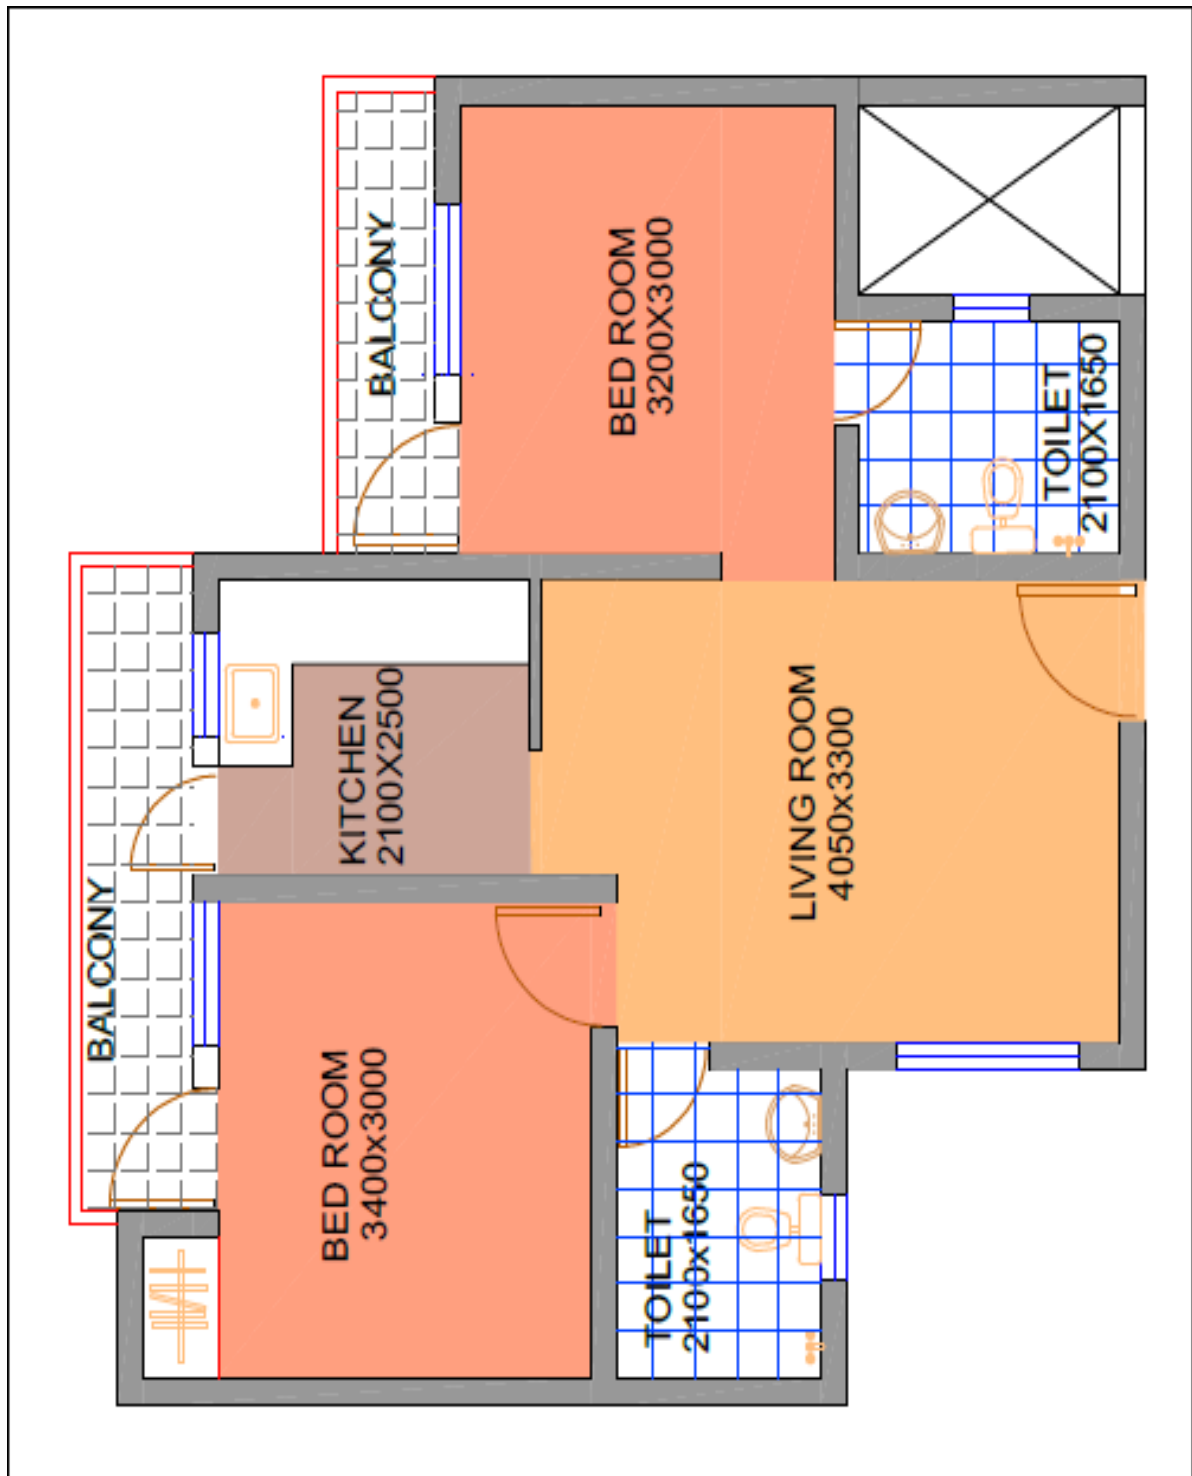 BALCONY
BED ROOM
3200X3000
TOILET
2100X1650
KITCHEN
2100X2500
LIVING ROOM
4050x3300
BALCONY
BED ROOM
3400x3000
TOILET
2100x1650